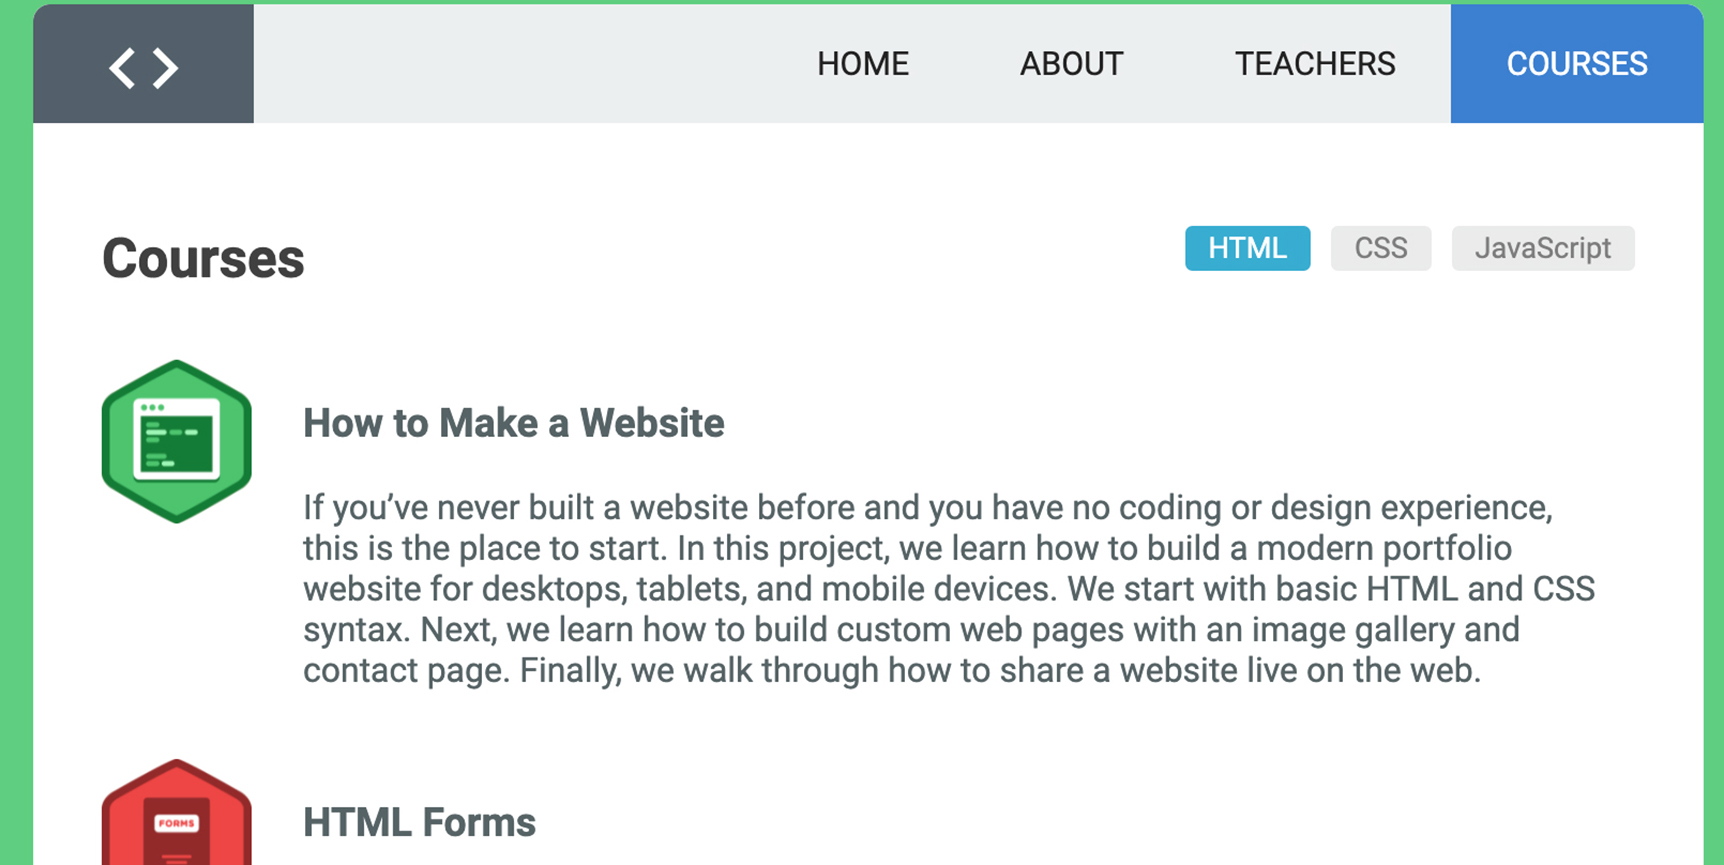 < >
HOME ABOUT TEACHERS COURSES
Courses
HTML CSS JavaScript
How to Make a Website
If you’ve never built a website before and you have no coding or design experience,
this is the place to start. In this project, we learn how to build a modern portfolio
website for desktops, tablets, and mobile devices. We start with basic HTML and CSS
syntax. Next, we learn how to build custom web pages with an image gallery and
contact page. Finally, we walk through how to share a website live on the web.
FORMS
HTML Forms